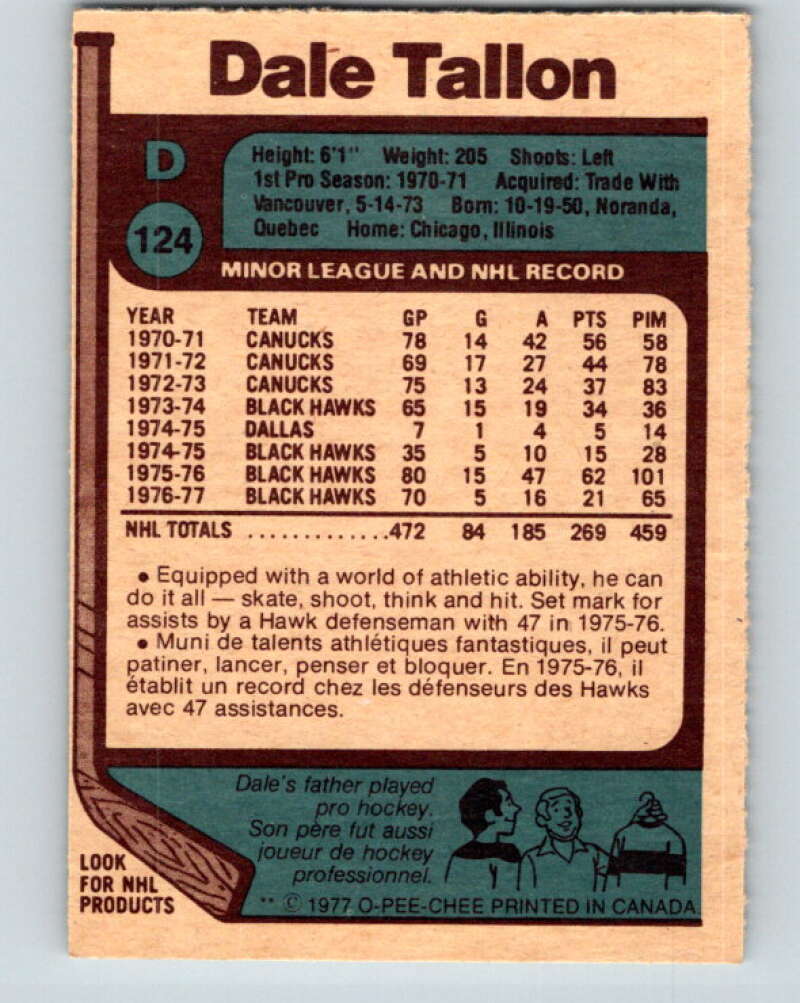 Dale Tallon
D
124
Height: 6'1" Weight: 205 Shoots: Left
1st Pro Season: 1970-71 Acquired: Trade With
Vancouver, 5-14-73 Born: 10-19-50, Noranda,
Quebec Home: Chicago, Illinois
MINOR LEAGUE AND NHL RECORD
YEAR TEAM GP G A PTS PIM
1970-71 CANUCKS 78 14 42 56 58
1971-72 CANUCKS 69 17 27 44 78
1972-73 CANUCKS 75 13 24 37 83
1973-74 BLACK HAWKS 65 15 19 34 36
1974-75 DALLAS 7 1 4 5 14
1974-75 BLACK HAWKS 35 5 10 15 28
1975-76 BLACK HAWKS 80 15 47 62 101
1976-77 BLACK HAWKS 70 5 16 21 65
NHL TOTALS .............472 84 185 269 459
• Equipped with a world of athletic ability, he can
do it all — skate, shoot, think and hit. Set mark for
assists by a Hawk defenseman with 47 in 1975-76.
• Muni de talents athlétiques fantastiques, il peut
patiner, lancer, penser et bloquer. En 1975-76, il
établit un record chez les défenseurs des Hawks
avec 47 assistances.
Dale's father played
pro hockey.
Son père fut aussi
joueur de hockey
professionnel.
LOOK
FOR NHL
PRODUCTS
** © 1977 O-PEE-CHEE PRINTED IN CANADA